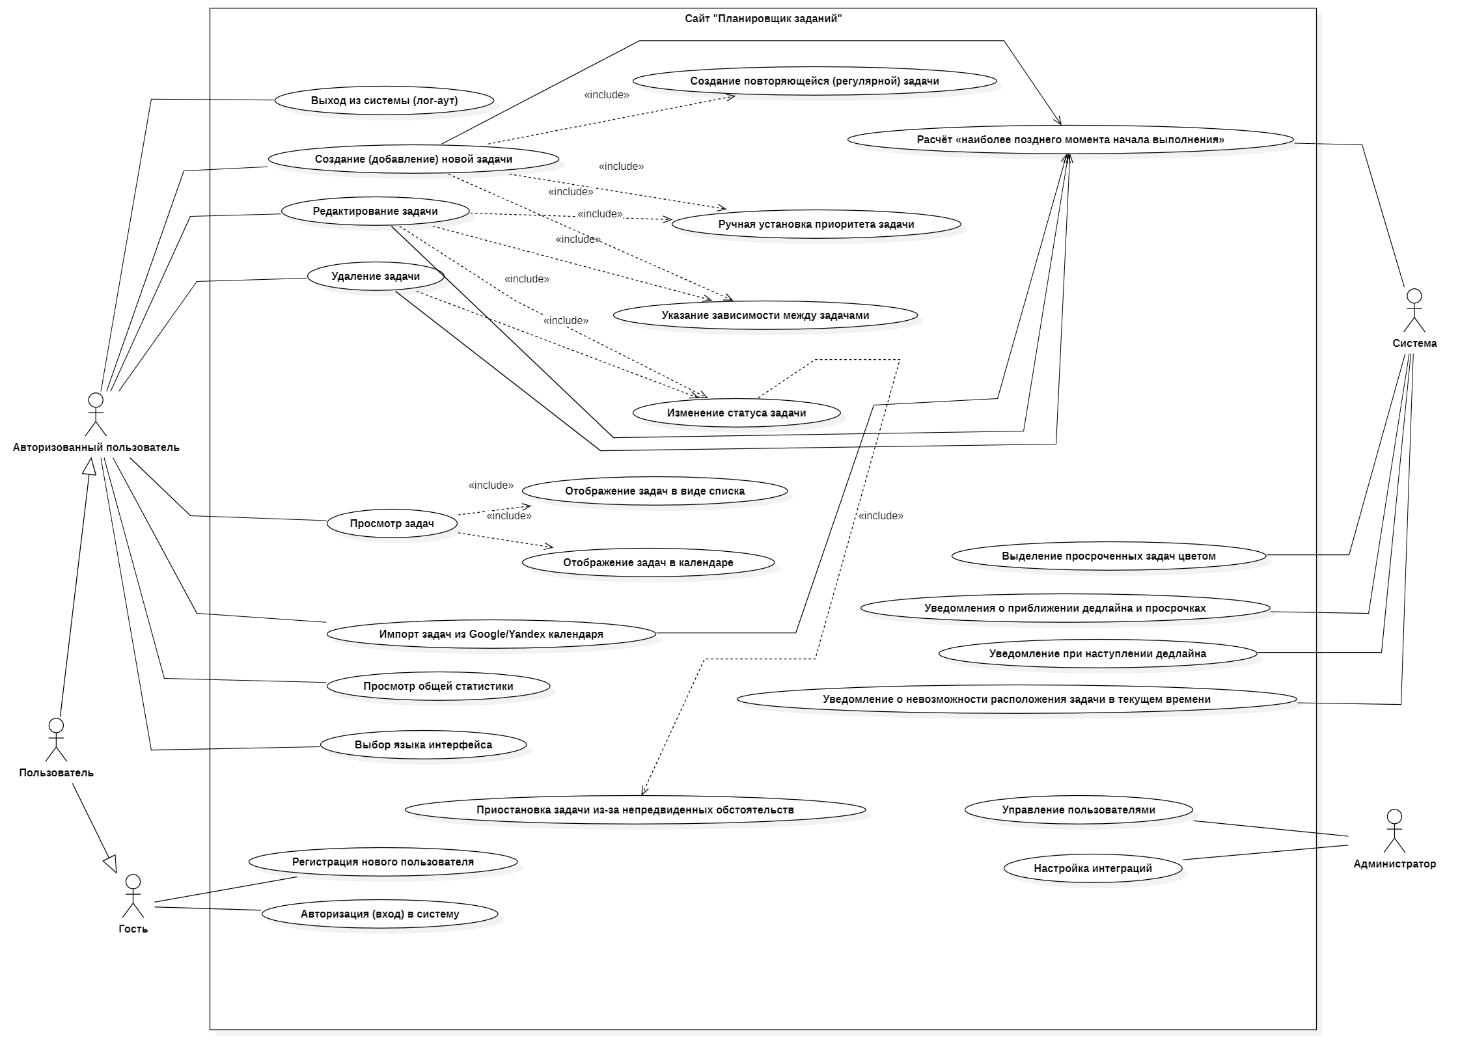 Сайт "Планировщик заданий"
Создание повторяющейся (регулярной) задачи
Выход из системы (лог-аут)
«include»
Расчёт «наиболее позднего момента начала выполнения»
Создание (добавление) новой задачи
«include»
«include»
Редактирование задачи
«include»
Ручная установка приоритета задачи
«include»
Удаление задачи
«include»
Указание зависимости между задачами
«include»
Система
Изменение статуса задачи
Авторизованный пользователь
«include»
Отображение задач в виде списка
«include»
«include»
Просмотр задач
Выделение просроченных задач цветом
Отображение задач в календаре
Уведомления о приближении дедлайна и просрочках
Импорт задач из Google/Yandex календаря
Уведомление при наступлении дедлайна
Просмотр общей статистики
Уведомление о невозможности расположения задачи в текущем времени
Выбор языка интерфейса
Пользователь
Приостановка задачи из-за непредвиденных обстоятельств
Управление пользователями
Регистрация нового пользователя
Администратор
Настройка интеграций
Авторизация (вход) в систему
Гость